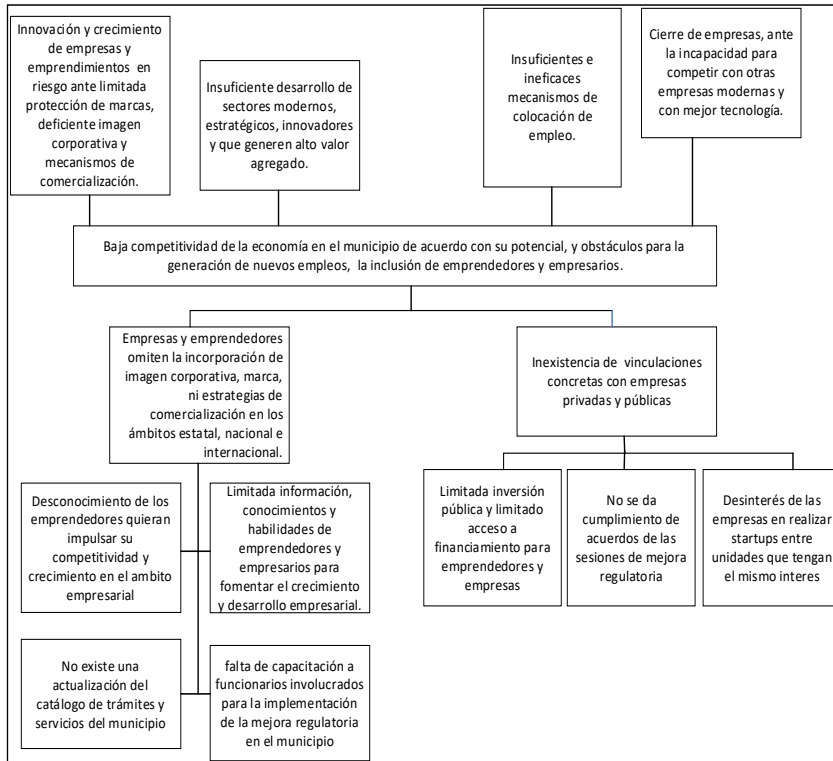 Innovación y crecimiento
de empresas y
emprendimientos en
riesgo ante limitada
protección de marcas,
deficiente imagen
corporativa y
mecanismos de
comercialización.
Insuficiente desarrollo de
sectores modernos,
estratégicos, innovadores
y que generen alto valor
agregado.
Insuficientes e
ineficaces
mecanismos de
colocación de
empleo.
Cierre de empresas, ante
la incapacidad para
competir con otras
empresas modernas y
con mejor tecnología.
Baja competitividad de la economía en el municipio de acuerdo con su potencial, y obstáculos para la
generación de nuevos empleos, la inclusión de emprendedores y empresarios.
Empresas y emprendedores
omiten la incorporación de
imagen corporativa, marca,
ni estrategias de
comercialización en los
ámbitos estatal, nacional e
internacional.
Inexistencia de vinculaciones
concretas con empresas
privadas y públicas
Desconocimiento de los
emprendedores quieran
impulsar su
competitividad y
crecimiento en el ambito
empresarial
Limitada información,
conocimientos y
habilidades de
emprendedores y
empresarios para
fomentar el crecimiento
y desarrollo empresarial.
Limitada inversión
pública y limitado
acceso a
financiamiento para
emprendedores y
empresas
No se da
cumplimiento de
acuerdos de las
sesiones de mejora
regulatoria
Desinterés de las
empresas en realizar
startups entre
unidades que tengan
el mismo interes
No existe una
actualización del
catálogo de trámites y
servicios del municipio
falta de capacitación a
funcionarios involucrados
para la implementación
de la mejora regulatoria
en el municipio